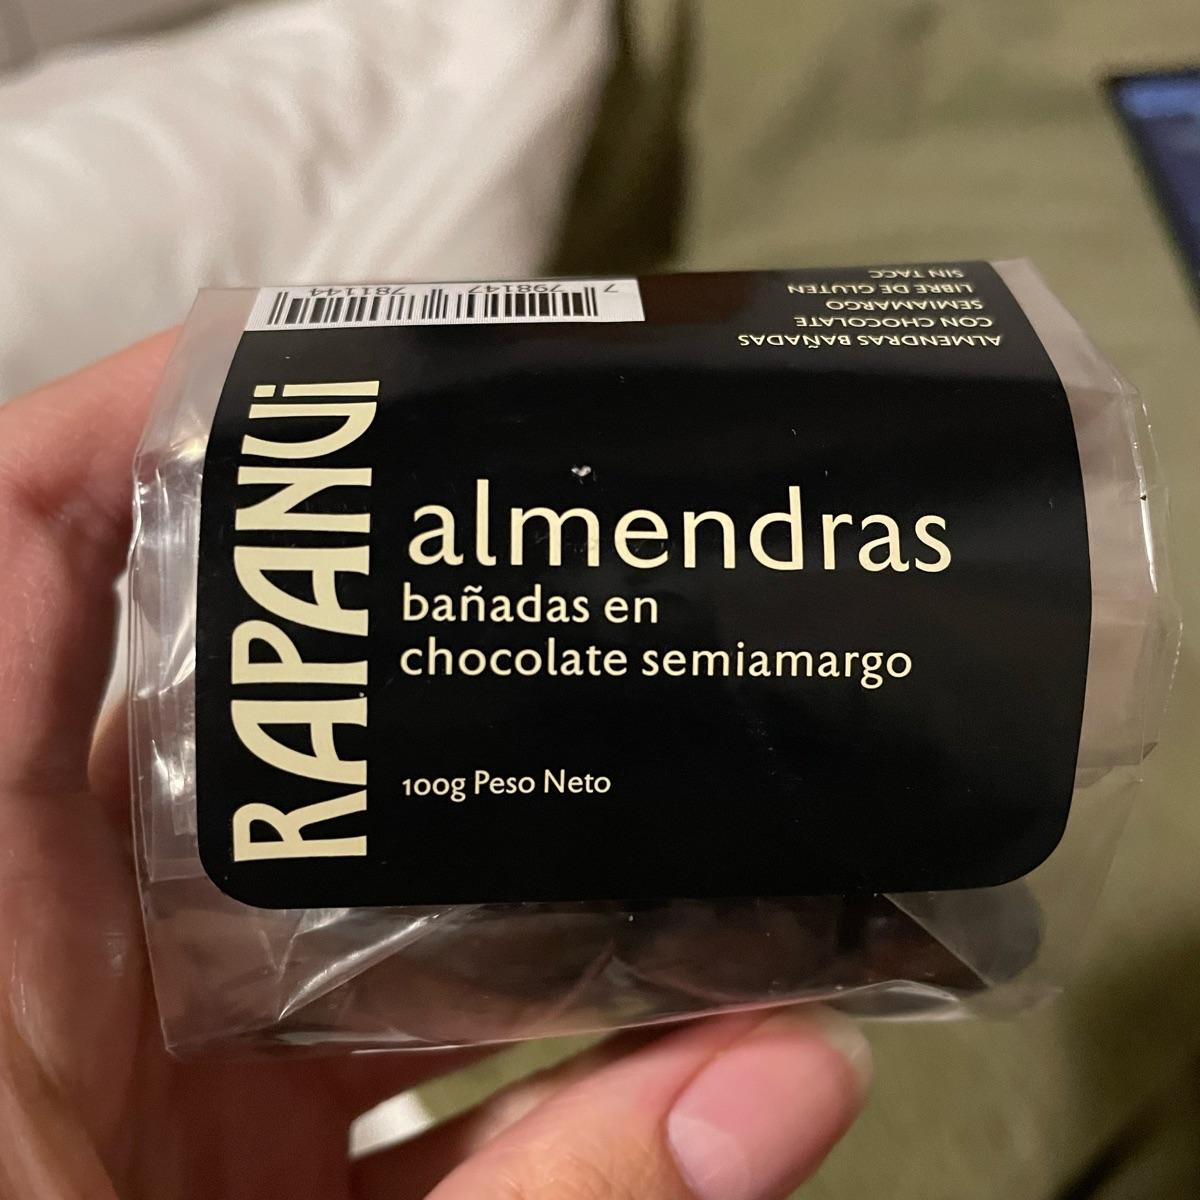 7 798147 781144
ALMENDRAS BAÑADAS
CON CHOCOLATE
SEMIAMARGO
LIBRE DE GLUTEN
SIN TACC
RAPANUi
almendras
bañadas en
chocolate semiamargo
100g Peso Neto